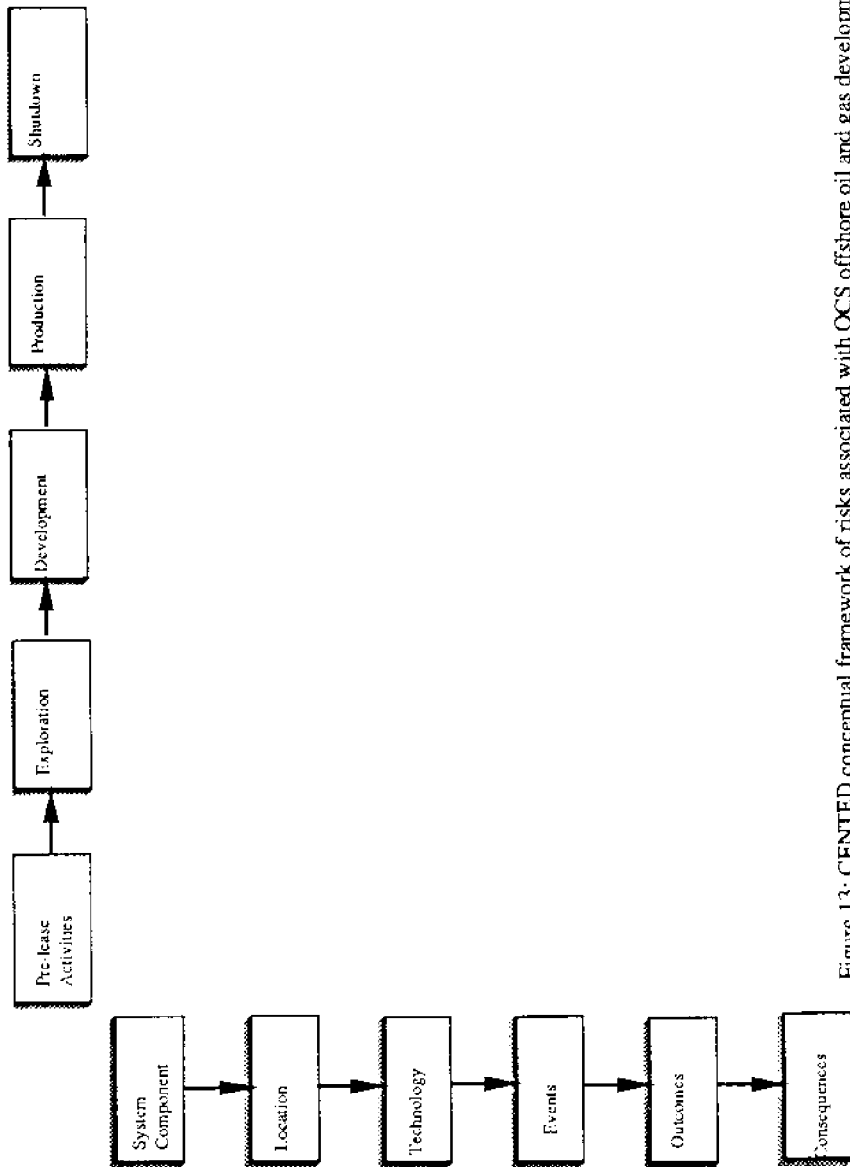 Pre-lease
Activities
Exploration
Development
Production
Shutdown
System
Component
Location
Technology
Events
Outcomes
Consequences
Figure 13: CENTED conceptual framework of risks associated with OCS offshore oil and gas developm